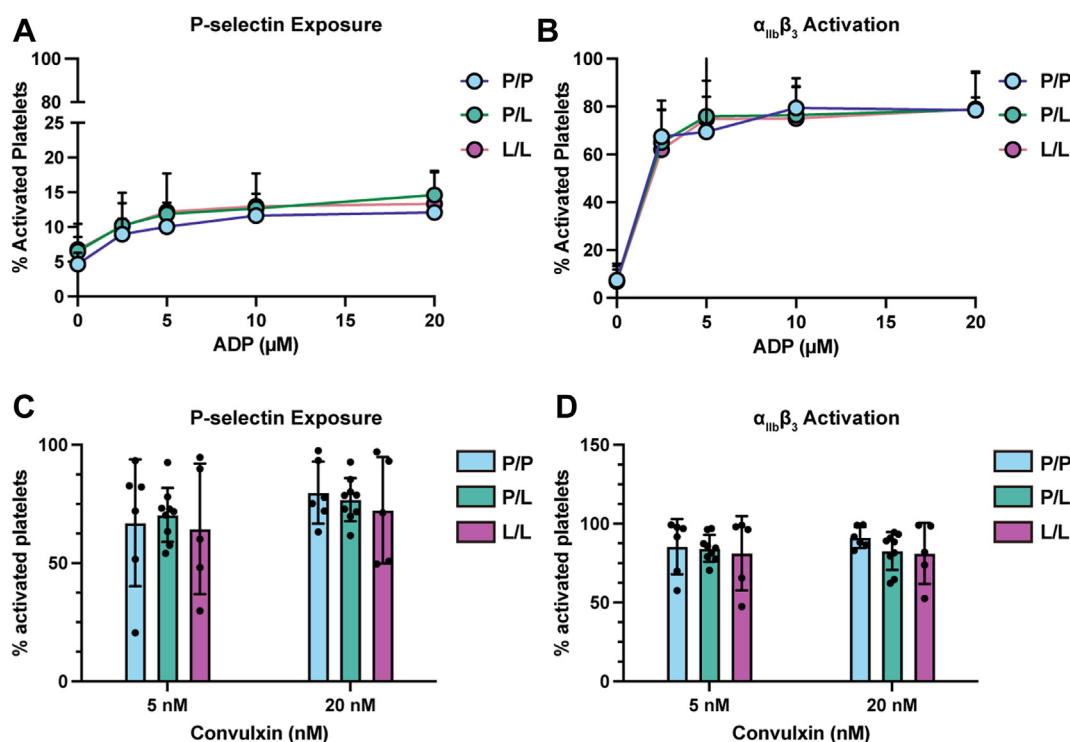 A
P-selectin Exposure
% Activated Platelets
100
80
25
20
15
10
5
0
0 5 10 15 20
ADP (µM)
P/P
P/L
L/L
B
αIIbβ3 Activation
% Activated Platelets
100
80
60
40
20
0
0 5 10 15 20
ADP (µM)
P/P
P/L
L/L
C
P-selectin Exposure
% activated platelets
100
50
0
5 nM 20 nM
Convulxin (nM)
P/P
P/L
L/L
D
αIIbβ3 Activation
% activated platelets
150
100
50
0
5 nM 20 nM
Convulxin (nM)
P/P
P/L
L/L